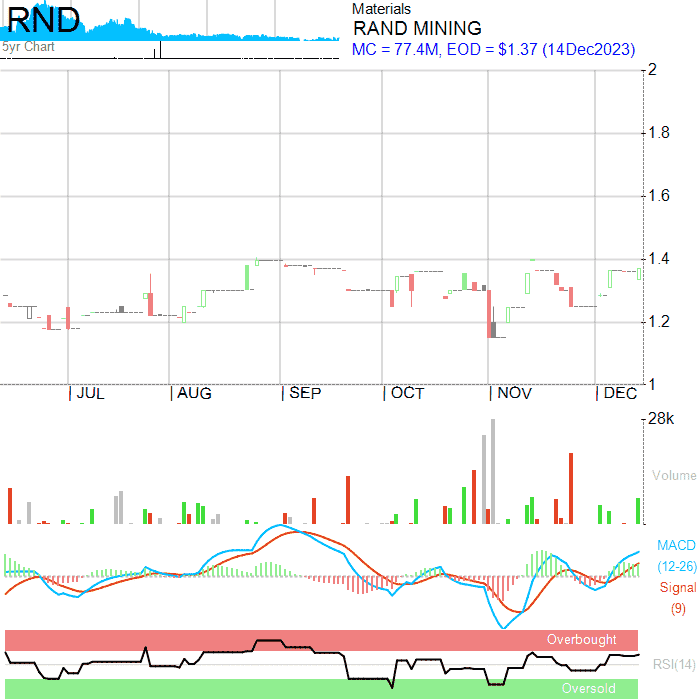 RND
5yr Chart
Materials
RAND MINING
MC = 77.4M, EOD = $1.37 (14Dec2023)
2
1.8
1.6
1.4
1.2
1
JUL AUG SEP OCT NOV DEC
28k
Volume
MACD
(12-26)
Signal
(9)
Overbought
RSI(14)
Oversold